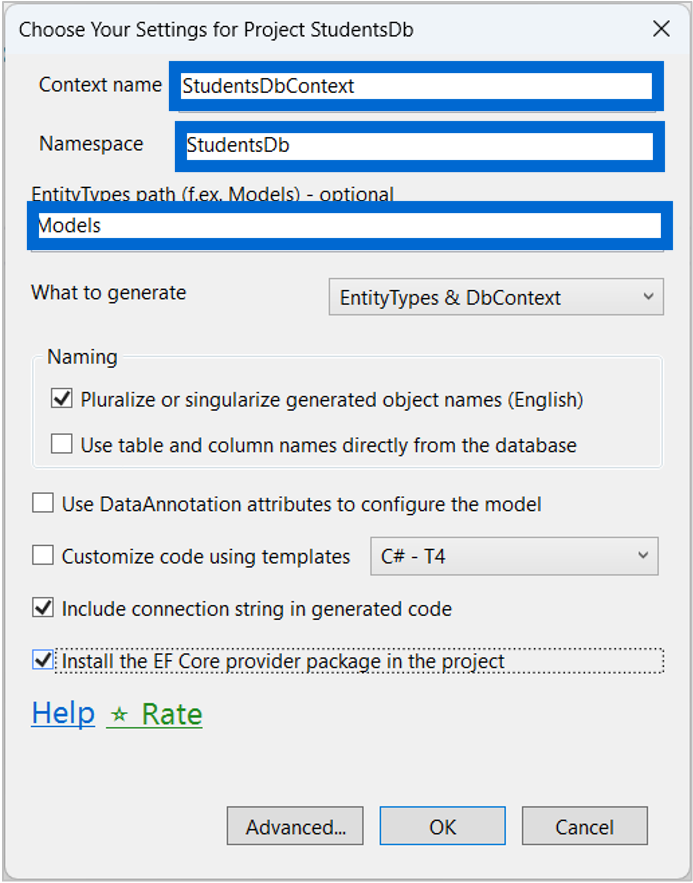 Choose Your Settings for Project StudentsDb
Context name StudentsDbContext
Namespace StudentsDb
EntityTypes path (f.ex. Models) - optional
Models
What to generate EntityTypes & DbContext
Naming
Pluralize or singularize generated object names (English)
Use table and column names directly from the database
Use DataAnnotation attributes to configure the model
Customize code using templates C# - T4
Include connection string in generated code
Install the EF Core provider package in the project
Help ☆ Rate
Advanced... OK Cancel